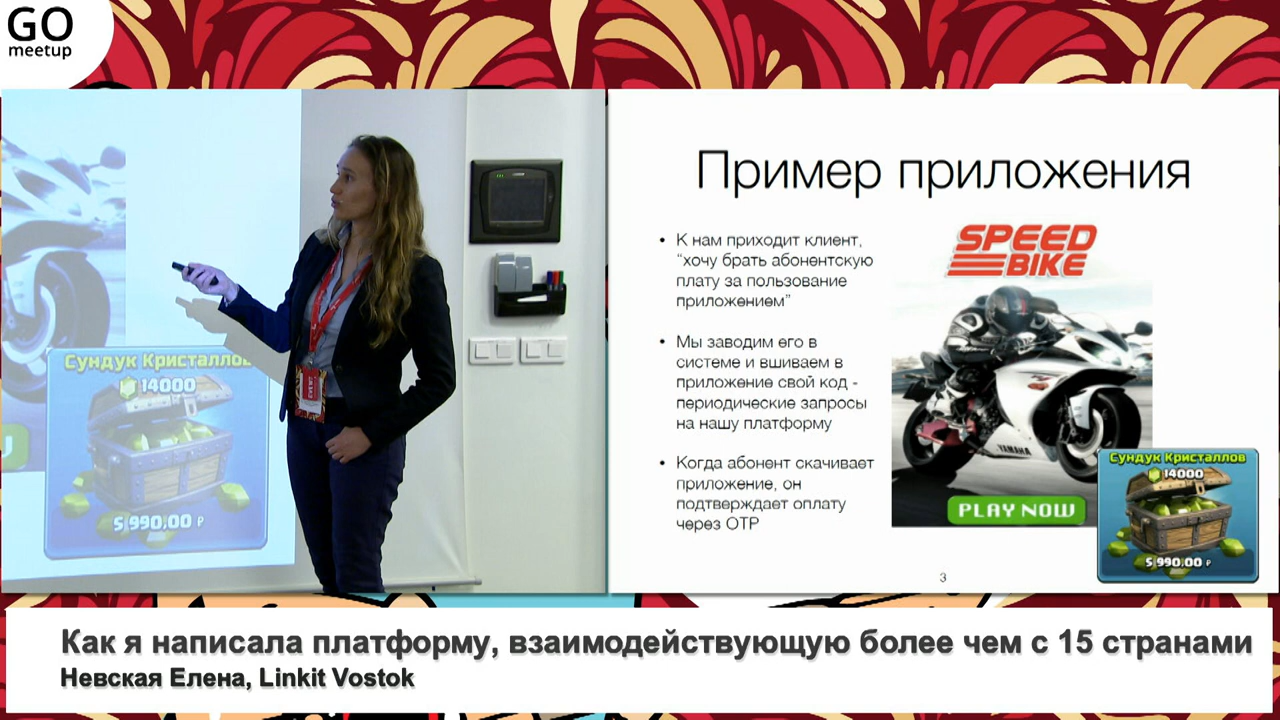 GO
meetup
Сундук Кристаллов
14000
5 990.00 ₽
EVENT
Пример приложения
• К нам приходит клиент,
“хочу брать абонентскую
плату за пользование
приложением”
• Мы заводим его в
системе и вшиваем в
приложение свой код -
периодические запросы
на нашу платформу
• Когда абонент скачивает
приложение, он
подтверждает оплату
через OTP
SPEED
BIKE
YAMAHA
PLAY NOW
Сундук Кристаллов
14000
5 990.00 ₽
3
Как я написала платформу, взаимодействующую более чем с 15 странами
Невская Елена, Linkit Vostok